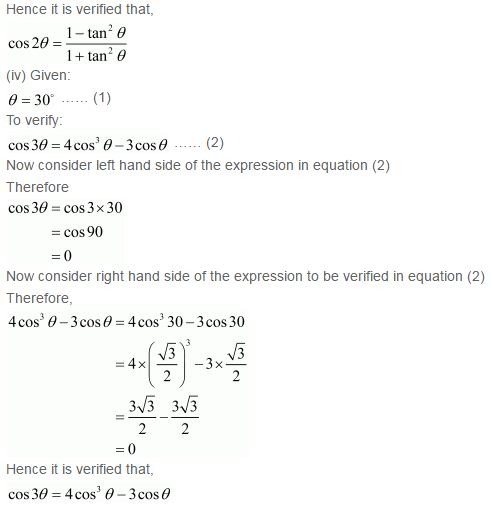 Hence it is verified that,
cos 2θ = (1 − tan² θ) / (1 + tan² θ)
(iv) Given:
θ = 30° ...... (1)
To verify:
cos 3θ = 4 cos³ θ − 3 cos θ ...... (2)
Now consider left hand side of the expression in equation (2)
Therefore
cos 3θ = cos 3 × 30
= cos 90
= 0
Now consider right hand side of the expression to be verified in equation (2)
Therefore,
4 cos³ θ − 3 cos θ = 4 cos³ 30 − 3 cos 30
= 4 × (√3 / 2)³ − 3 × √3 / 2
= 3√3 / 2 − 3√3 / 2
= 0
Hence it is verified that,
cos 3θ = 4 cos³ θ − 3 cos θ